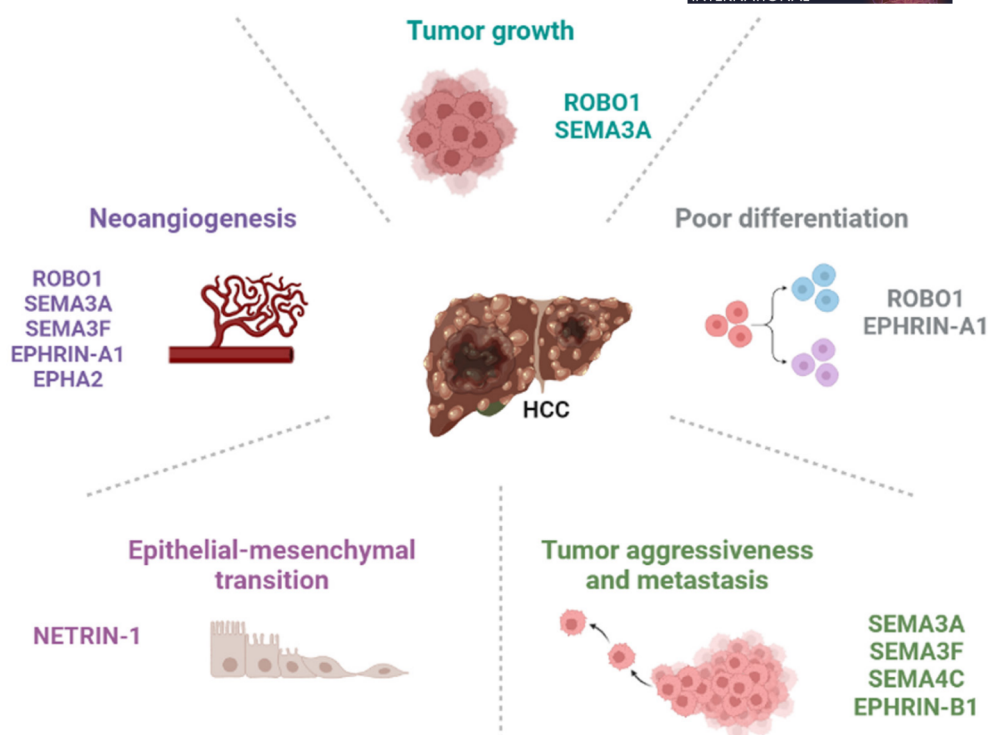 Tumor growth
ROBO1
SEMA3A
Neoangiogenesis
ROBO1
SEMA3A
SEMA3F
EPHRIN-A1
EPHA2
Poor differentiation
ROBO1
EPHRIN-A1
HCC
Epithelial-mesenchymal
transition
NETRIN-1
Tumor aggressiveness
and metastasis
SEMA3A
SEMA3F
SEMA4C
EPHRIN-B1